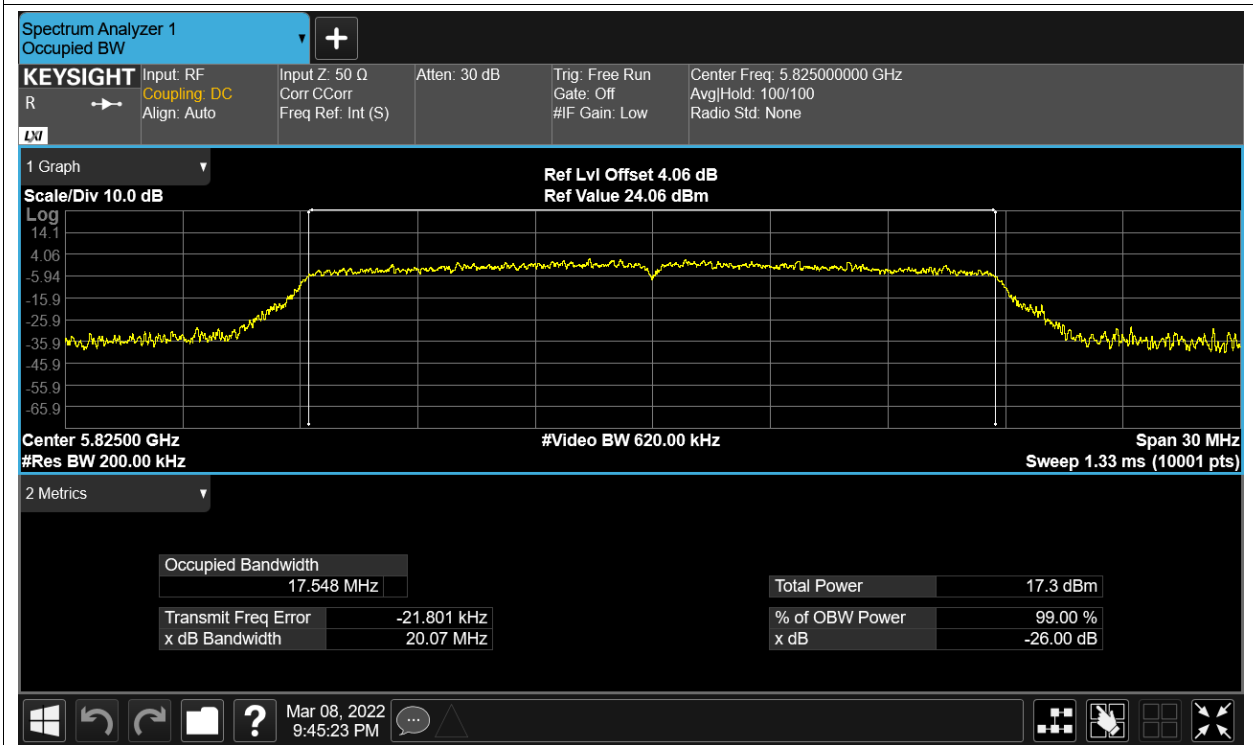 Spectrum Analyzer 1
Occupied BW
KEYSIGHT
R
LXI
Input: RF
Coupling: DC
Align: Auto
Input Z: 50 Ω
Corr CCorr
Freq Ref: Int (S)
Atten: 30 dB
Trig: Free Run
Gate: Off
#IF Gain: Low
Center Freq: 5.825000000 GHz
Avg|Hold: 100/100
Radio Std: None
1 Graph
Scale/Div 10.0 dB
Ref Lvl Offset 4.06 dB
Ref Value 24.06 dBm
Log
14.1
4.06
-5.94
-15.9
-25.9
-35.9
-45.9
-55.9
-65.9
Center 5.82500 GHz
#Video BW 620.00 kHz
Span 30 MHz
#Res BW 200.00 kHz
Sweep 1.33 ms (10001 pts)
2 Metrics
Occupied Bandwidth
17.548 MHz
Total Power 17.3 dBm
Transmit Freq Error -21.801 kHz
% of OBW Power 99.00 %
x dB Bandwidth 20.07 MHz
x dB -26.00 dB
?
Mar 08, 2022
9:45:23 PM